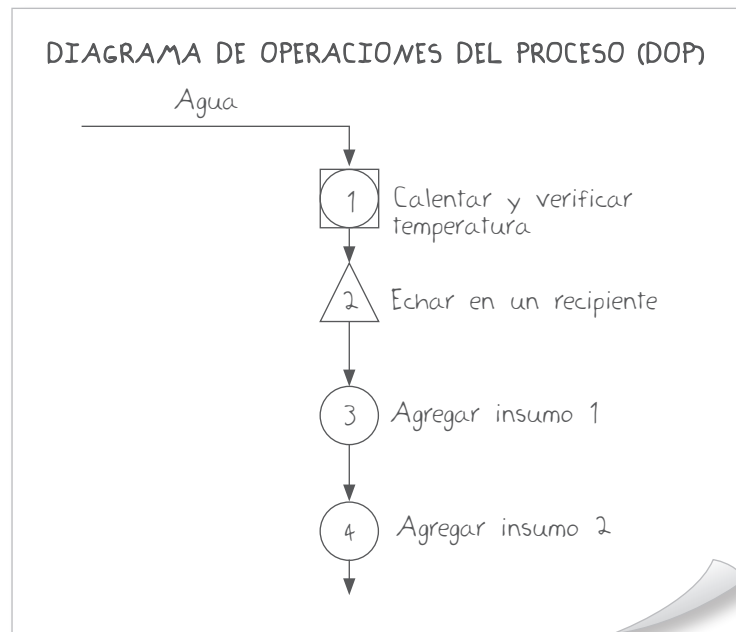 DIAGRAMA DE OPERACIONES DEL PROCESO (DOP)
Agua
1 Calentar y verificar
temperatura
2 Echar en un recipiente
3 Agregar insumo 1
4 Agregar insumo 2